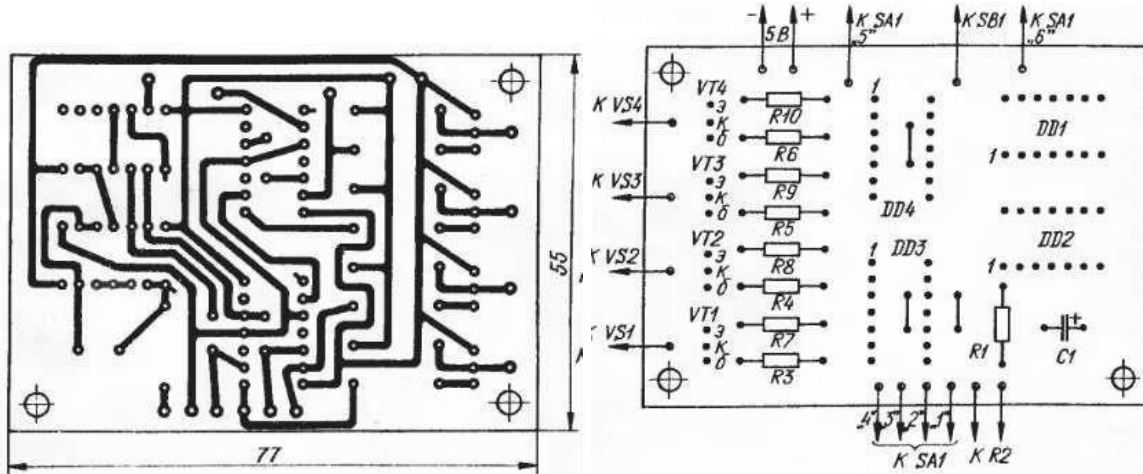 55
77
- 5В +
К SA1
„5”
К SB1
К SA1
„6”
К VS4
VT4
э
к
б
R10
R6
1
DD1
1
К VS3
VT3
э
к
б
R9
R5
DD4
К VS2
VT2
э
к
б
R8
R4
DD3
1
DD2
1
К VS1
VT1
э
к
б
R7
R3
R1
+
C1
„4” „3” „2” „1”
К SA1
К R2